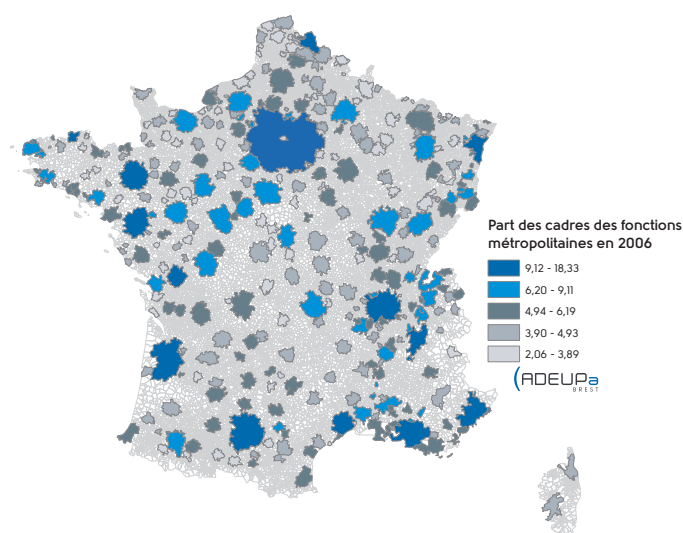 Part des cadres des fonctions
métropolitaines en 2006
9,12 - 18,33
6,20 - 9,11
4,94 - 6,19
3,90 - 4,93
2,06 - 3,89
ADEUPa
BREST